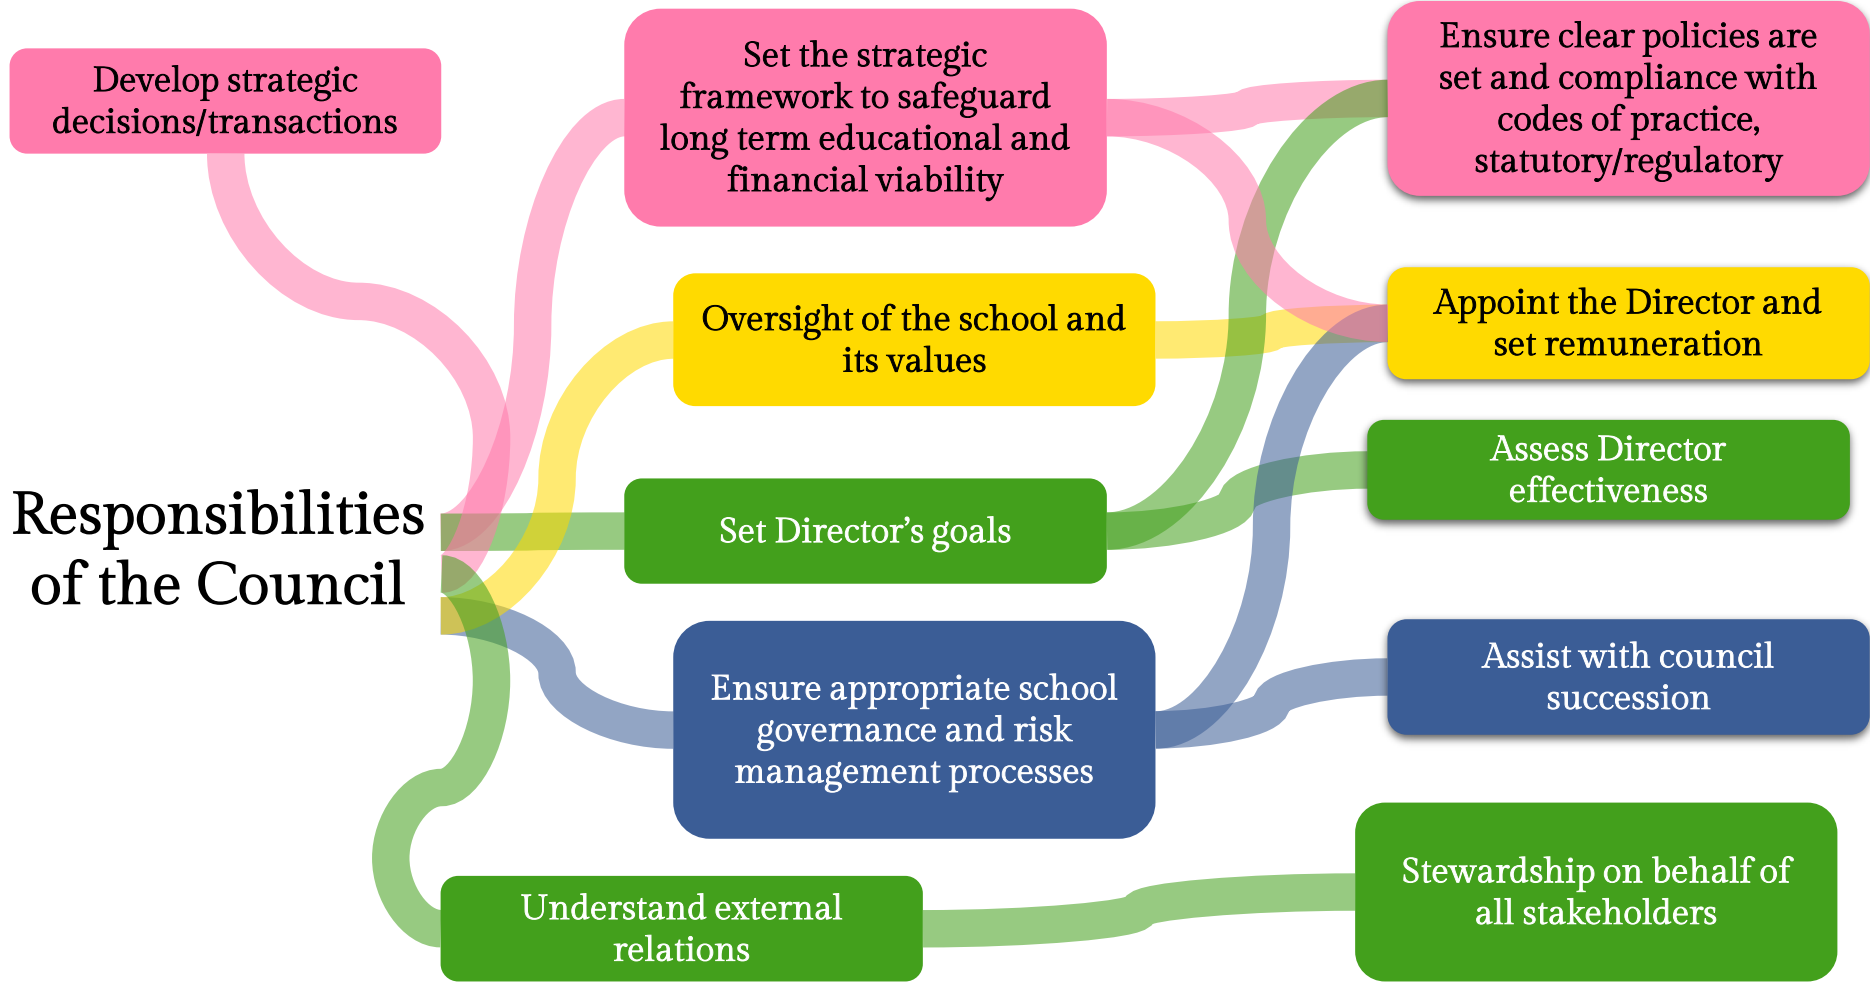 Develop strategic
decisions/transactions
Responsibilities
of the Council
Set the strategic
framework to safeguard
long term educational and
financial viability
Oversight of the school and
its values
Set Director’s goals
Ensure appropriate school
governance and risk
management processes
Understand external
relations
Ensure clear policies are
set and compliance with
codes of practice,
statutory/regulatory
Appoint the Director and
set remuneration
Assess Director
effectiveness
Assist with council
succession
Stewardship on behalf of
all stakeholders